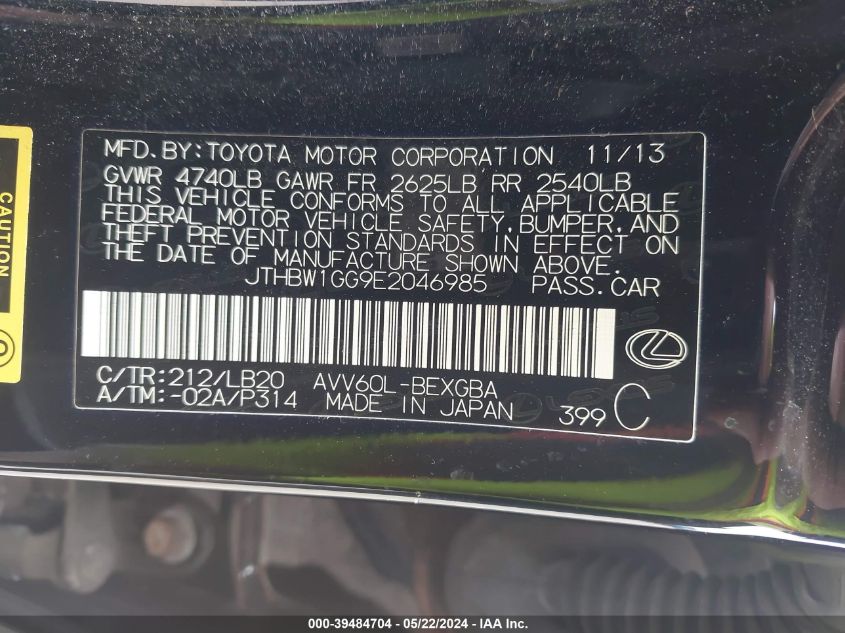 MFD.BY:TOYOTA MOTOR CORPORATION 11/13
GVWR 4740LB GAWR FR 2625LB RR 2540LB
THIS VEHICLE CONFORMS TO ALL APPLICABLE
FEDERAL MOTOR VEHICLE SAFETY,BUMPER,AND
THEFT PREVENTION STANDARDS IN EFFECT ON
THE DATE OF MANUFACTURE SHOWN ABOVE.
JTHBW1GG9E2046985 PASS.CAR
C/TR:212/LB20 AVV60L-BEXGBA
A/TM:-02A/P314 MADE IN JAPAN 399 C
CAUTION
000-39484704 - 05/22/2024 - IAA Inc.